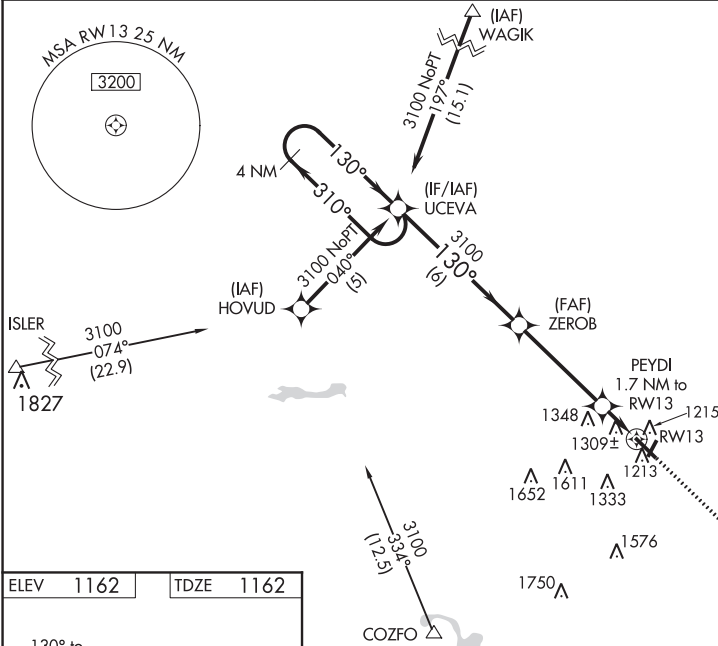 MSA RW13 25 NM
3200
(IAF)
WAGIK
3100 NoPT
197°
(15.1)
4 NM
130°
310°
(IF/IAF)
UCEVA
3100 NoPT
040°
(5)
(IAF)
HOVUD
3100
130°
(6)
(FAF)
ZEROB
ISLER
3100
074°
(22.9)
1827
PEYDI
1.7 NM to
RW13
1348
1309±
1215
RW13
1213
1652
1611
1333
1576
1750
3100
334°
(12.5)
COZFO
ELEV 1162
TDZE 1162
130° to